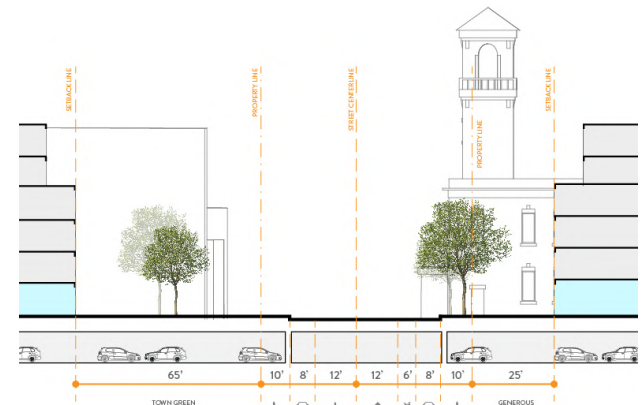 SETBACK LINE
PROPERTY LINE
STREET CENTERLINE
PROPERTY LINE
SETBACK LINE
65' 10' 8' 12' 12' 6' 8' 10' 25'
TOWN GREEN GENEROUS